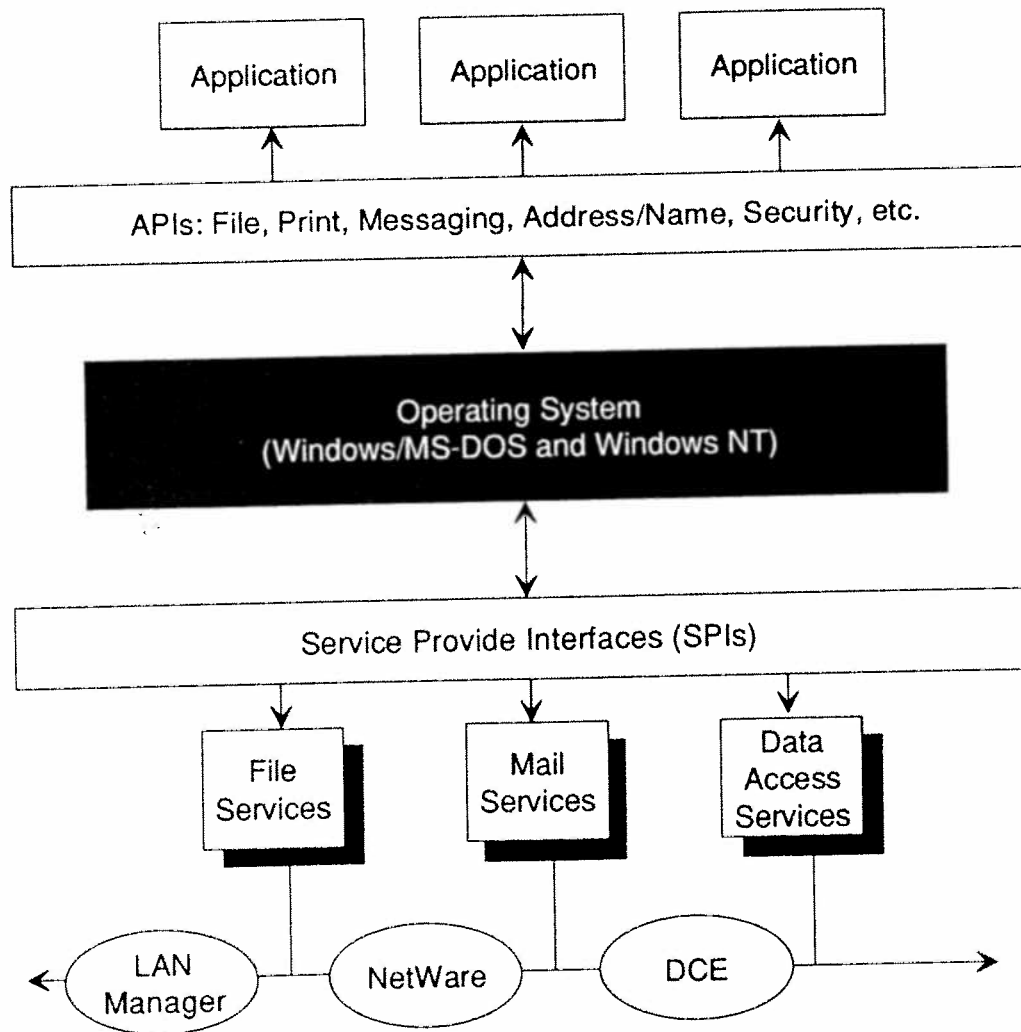 Application
Application
Application
APIs: File, Print, Messaging, Address/Name, Security, etc.
Operating System
(Windows/MS-DOS and Windows NT)
Service Provide Interfaces (SPIs)
File
Services
Mail
Services
Data
Access
Services
LAN
Manager
NetWare
DCE